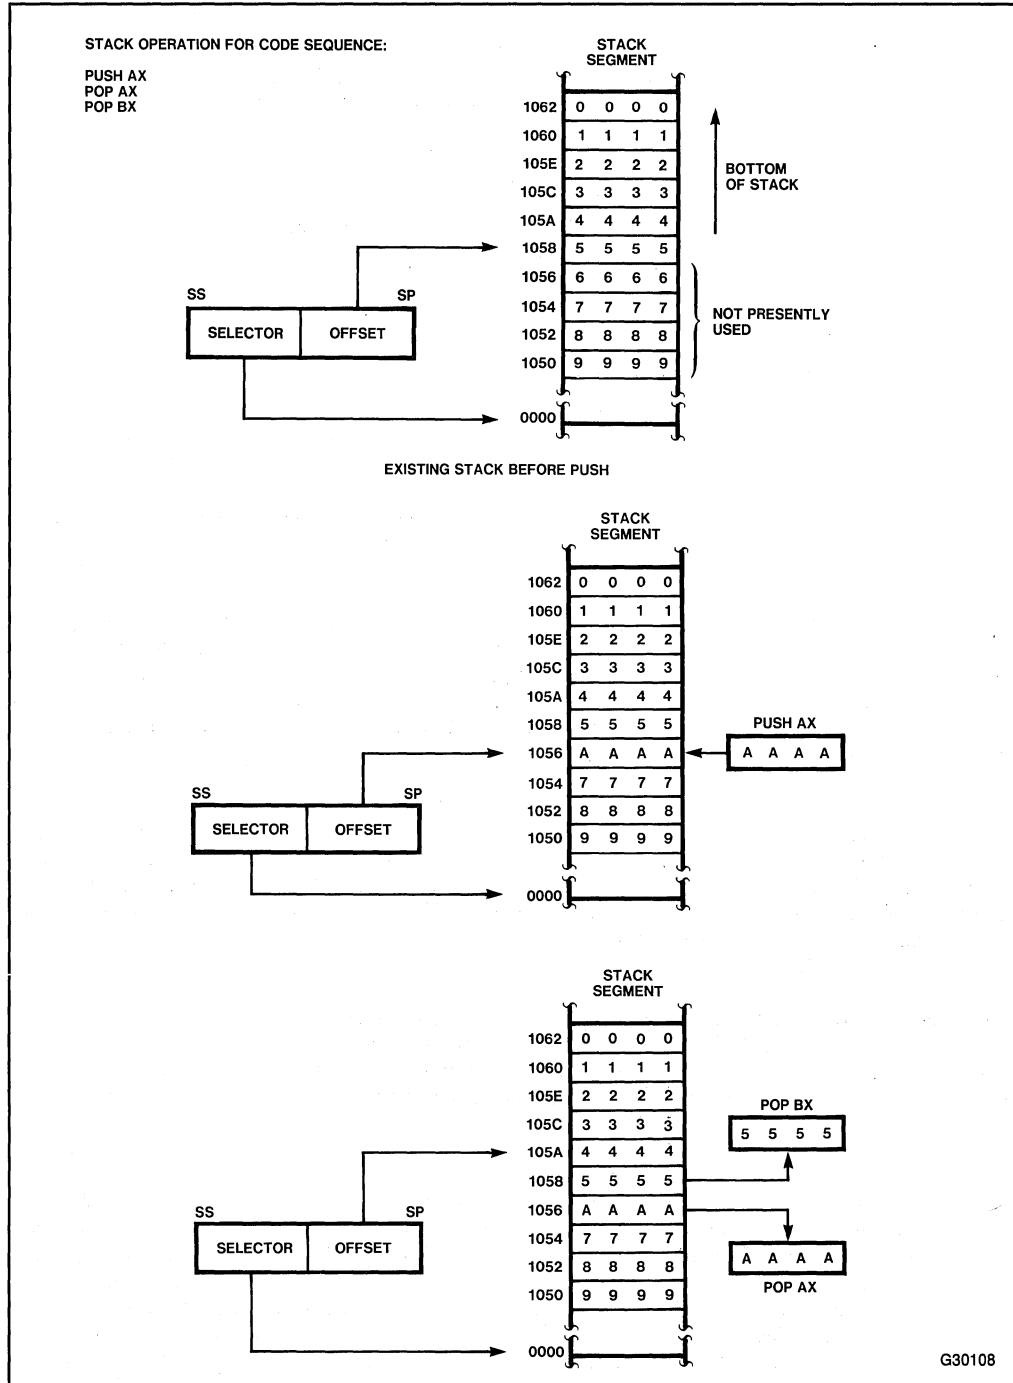 STACK OPERATION FOR CODE SEQUENCE:
PUSH AX
POP AX
POP BX
STACK
SEGMENT
1062 0 0 0 0
1060 1 1 1 1
105E 2 2 2 2
105C 3 3 3 3
105A 4 4 4 4
1058 5 5 5 5
1056 6 6 6 6
1054 7 7 7 7
1052 8 8 8 8
1050 9 9 9 9
0000
BOTTOM
OF STACK
NOT PRESENTLY
USED
SS SP
SELECTOR OFFSET
EXISTING STACK BEFORE PUSH
STACK
SEGMENT
1062 0 0 0 0
1060 1 1 1 1
105E 2 2 2 2
105C 3 3 3 3
105A 4 4 4 4
1058 5 5 5 5
1056 A A A A
1054 7 7 7 7
1052 8 8 8 8
1050 9 9 9 9
0000
PUSH AX
A A A A
SS SP
SELECTOR OFFSET
STACK
SEGMENT
1062 0 0 0 0
1060 1 1 1 1
105E 2 2 2 2
105C 3 3 3 3
105A 4 4 4 4
1058 5 5 5 5
1056 A A A A
1054 7 7 7 7
1052 8 8 8 8
1050 9 9 9 9
0000
POP BX
5 5 5 5
A A A A
POP AX
SS SP
SELECTOR OFFSET
G30108